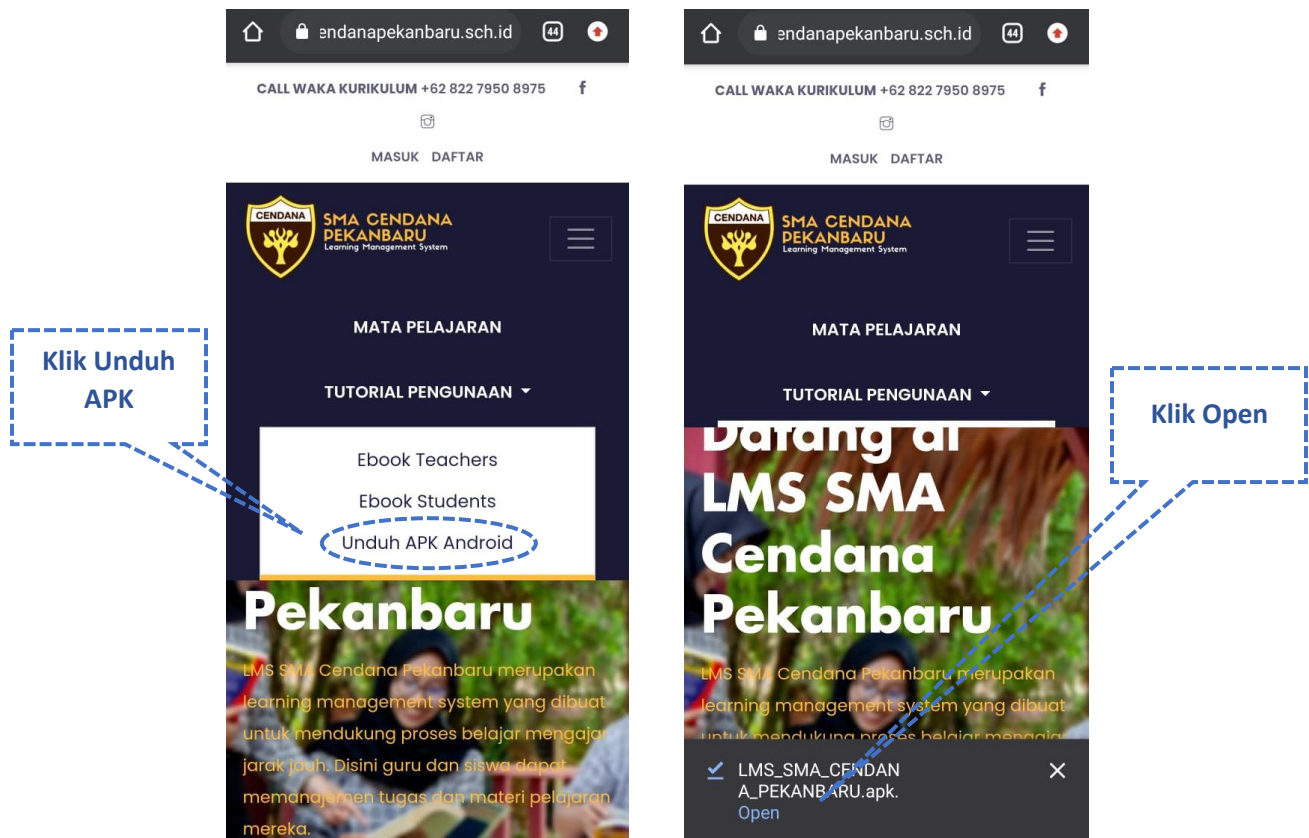 endanapekanbaru.sch.id 44
CALL WAKA KURIKULUM +62 822 7950 8975 f
MASUK DAFTAR
CENDANA
SMA CENDANA
PEKANBARU
Learning Management System
MATA PELAJARAN
TUTORIAL PENGUNAAN
Ebook Teachers
Ebook Students
Unduh APK Android
Pekanbaru
LMS SMA Cendana Pekanbaru merupakan
learning management system yang dibuat
untuk mendukung proses belajar mengajar
jarak jauh. Disini guru dan siswa dapat
memanajemen tugas dan materi pelajaran
mereka.
Klik Unduh
APK
endanapekanbaru.sch.id 44
CALL WAKA KURIKULUM +62 822 7950 8975 f
MASUK DAFTAR
CENDANA
SMA CENDANA
PEKANBARU
Learning Management System
MATA PELAJARAN
TUTORIAL PENGUNAAN
Datang di
LMS SMA
Cendana
Pekanbaru
LMS SMA Cendana Pekanbaru merupakan
learning management system yang dibuat
untuk mendukung proses belajar mengajar
LMS_SMA_CENDAN
A_PEKANBARU.apk.
Open
Klik Open